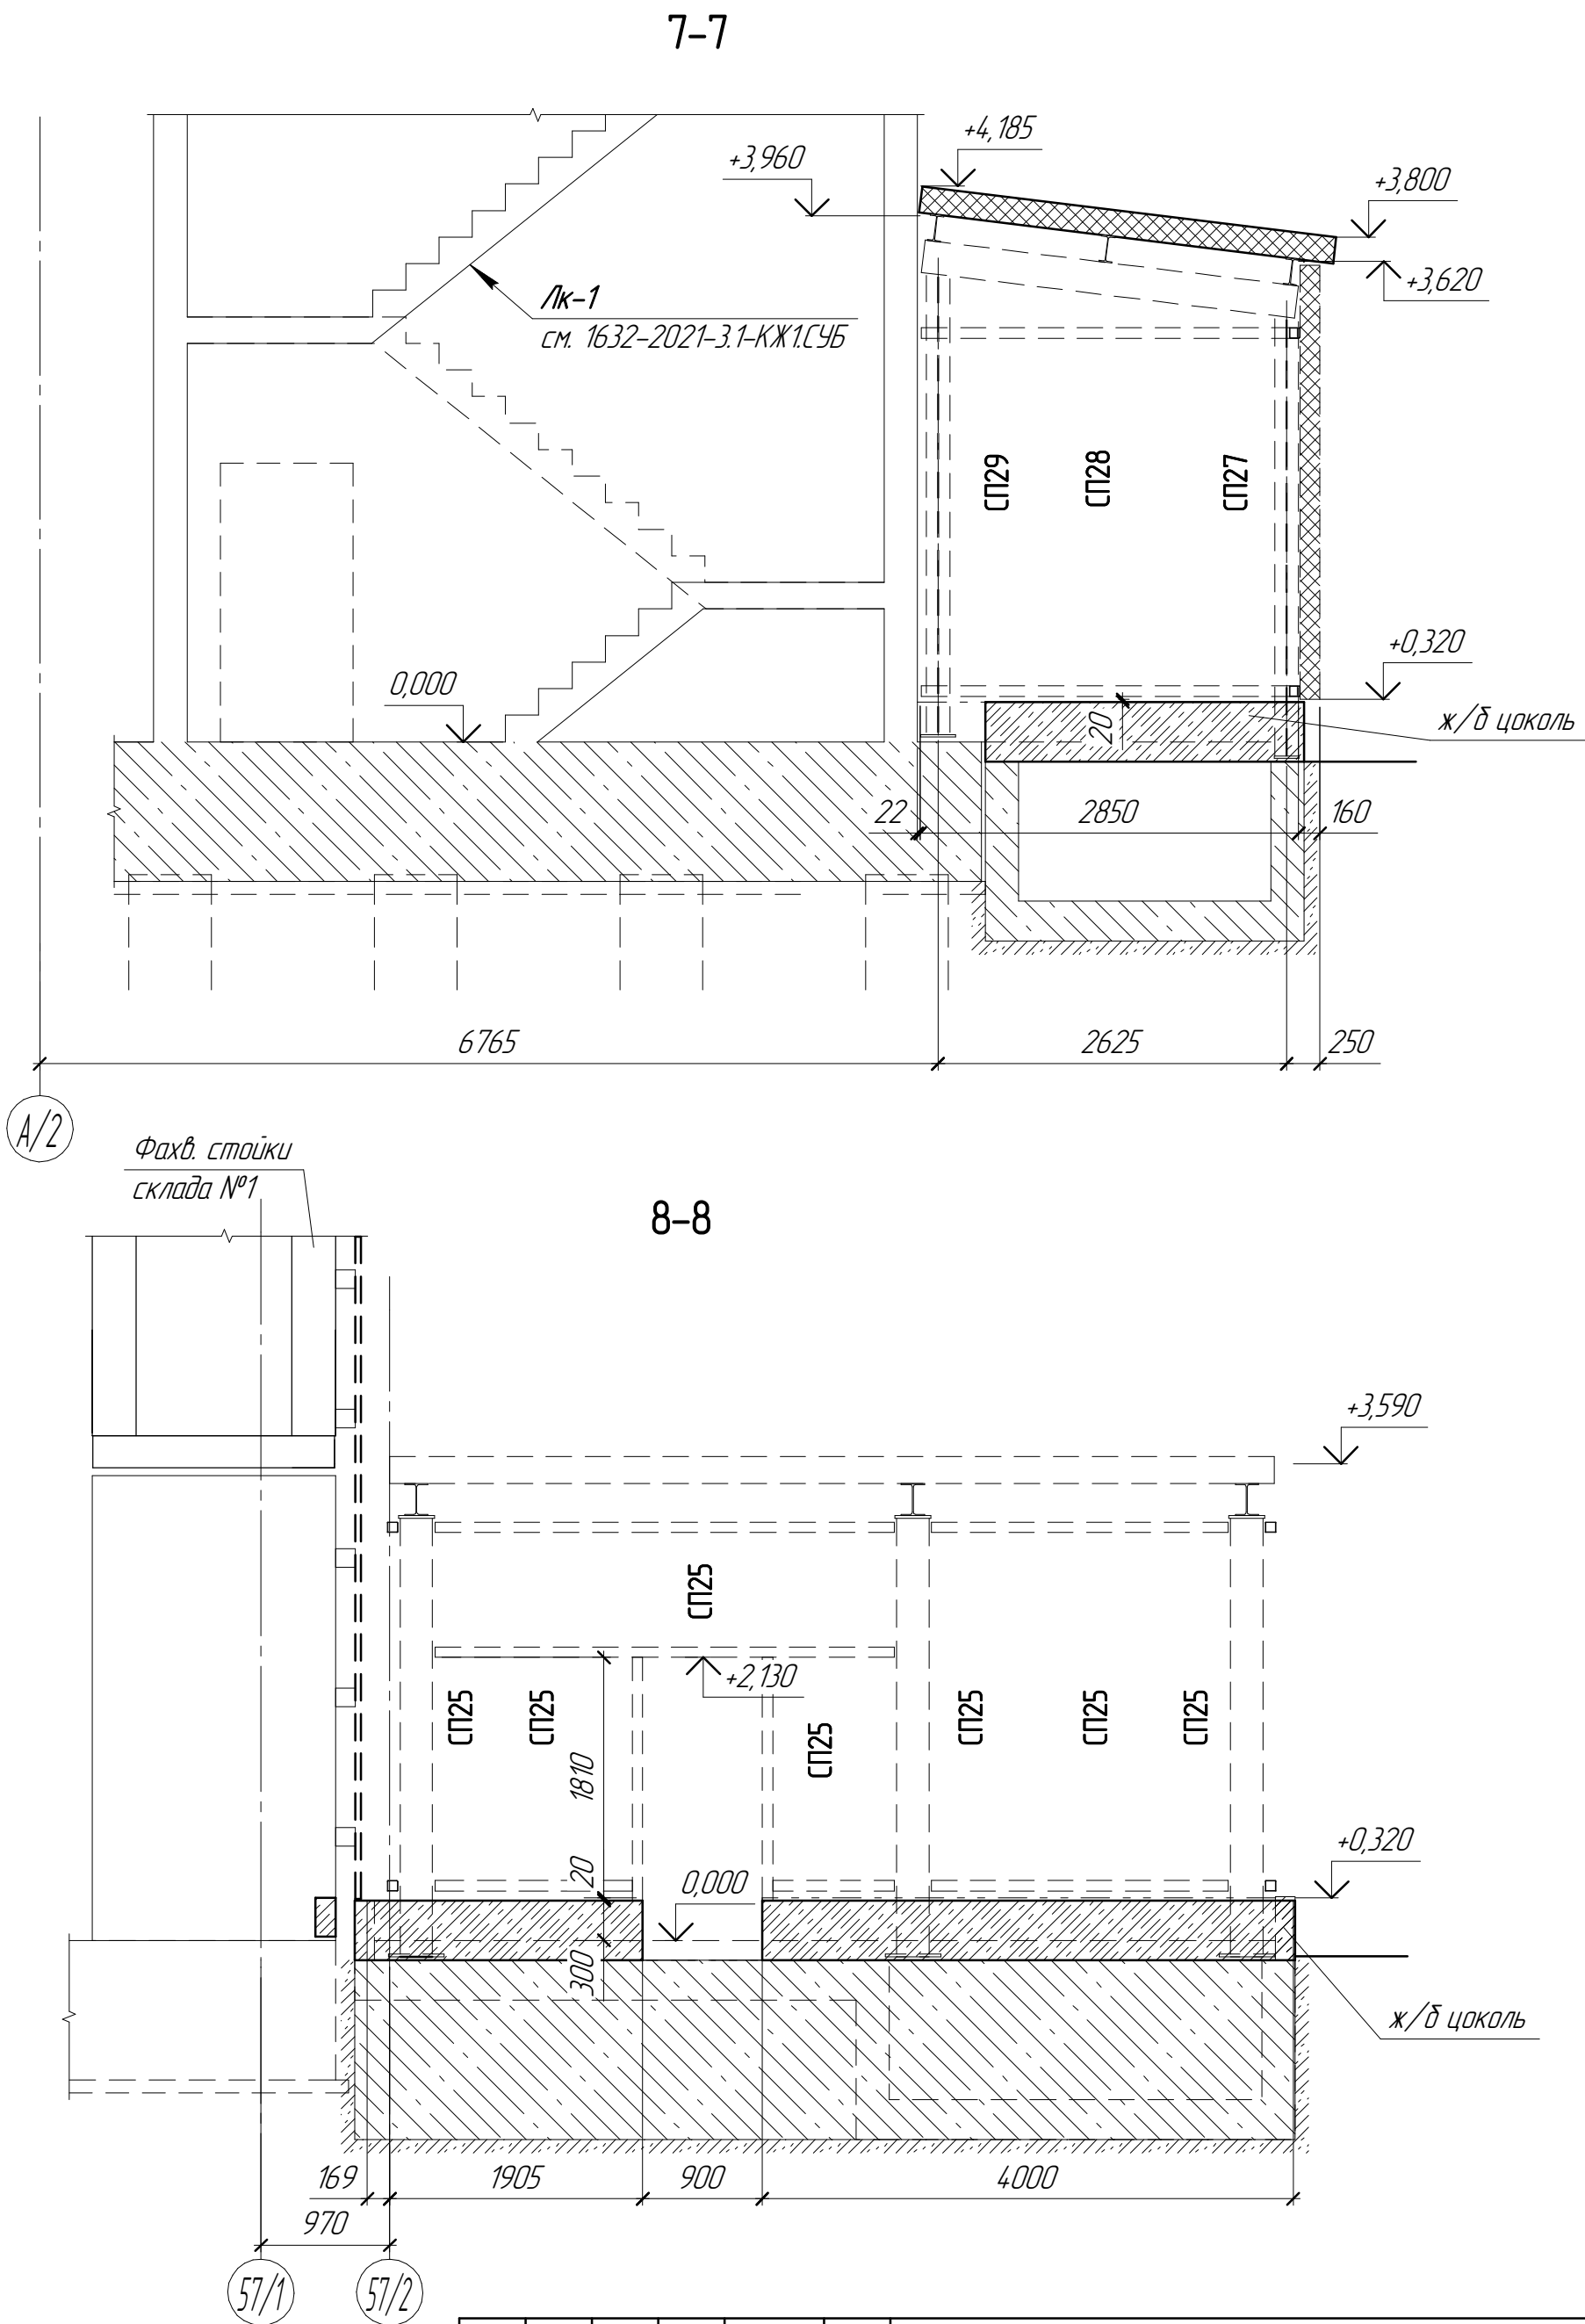 7-7
+4,185
+3,960
+3,800
+3,620
Лк-1
см. 1632-2021-3.1-КЖ1.СУБ
СП29
СП28
СП27
+0,320
0,000
20
ж/б цоколь
22
2850
160
6765
2625
250
А/2
Фахв. стойки
склада №1
8-8
+3,590
СП25
+2,130
СП25
СП25
СП25
СП25
СП25
СП25
1810
20
0,000
+0,320
300
ж/б цоколь
169
1905
900
4000
970
57/1
57/2